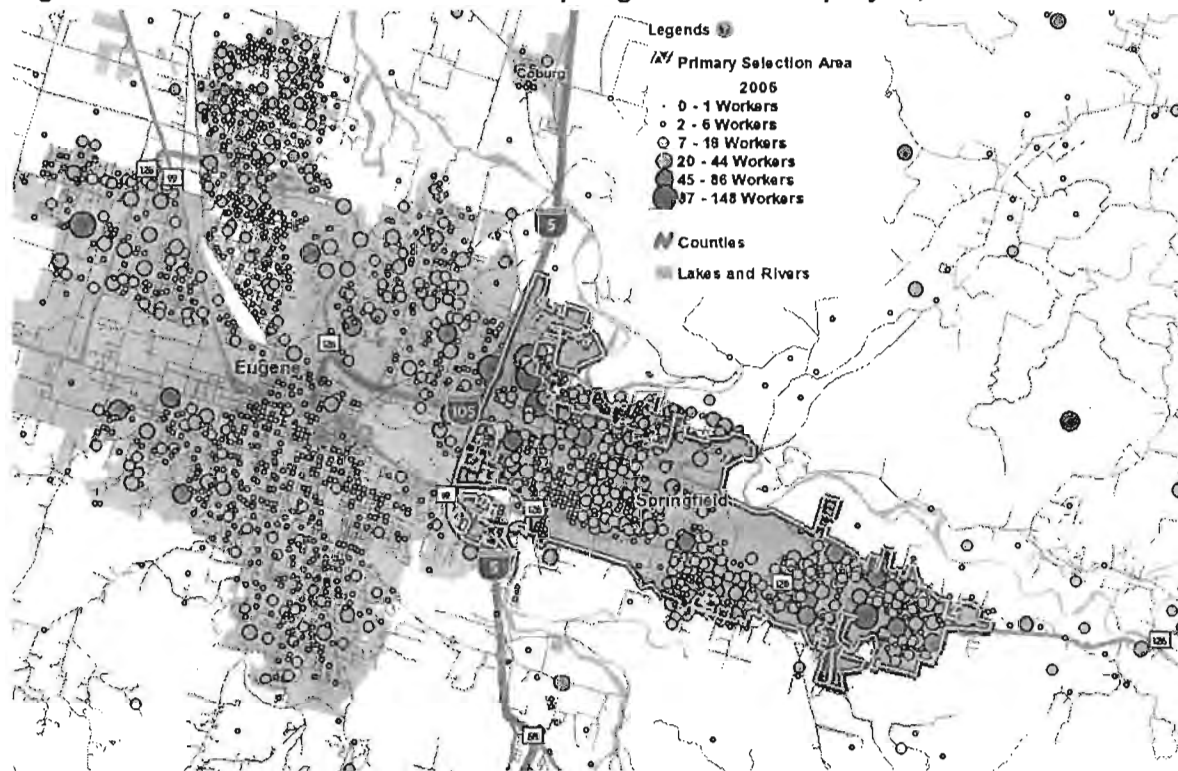 Legends
Primary Selection Area
2006
0 - 1 Workers
2 - 6 Workers
7 - 18 Workers
20 - 44 Workers
45 - 86 Workers
87 - 148 Workers
Counties
Lakes and Rivers
Coburg
126
99
5
126
Eugene
105
99
126
Springfield
5
126
126
58